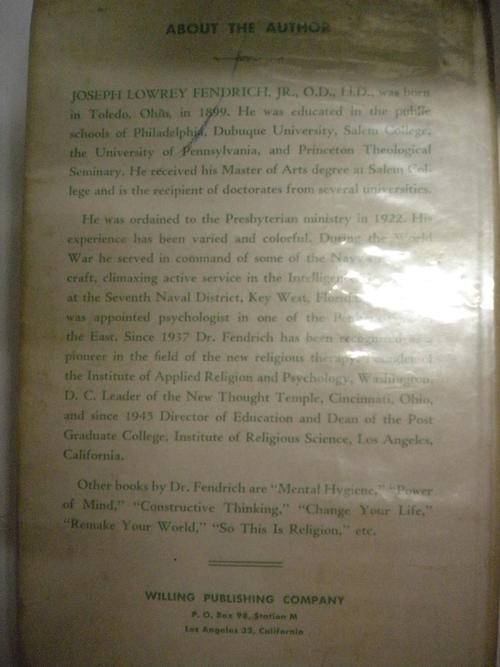 ABOUT THE AUTHOR
JOSEPH LOWREY FENDRICH, JR., O.D., H.D., was born
in Toledo, Ohio, in 1899. He was educated in the public
schools of Philadelphia, Dubuque University, Salem College,
the University of Pennsylvania, and Princeton Theological
Seminary. He received his Master of Arts degree at Salem Col-
lege and is the recipient of doctorates from several universities.
He was ordained to the Presbyterian ministry in 1922. His
experience has been varied and colorful. During the World
War he served in command of some of the Navy
craft, climaxing active service in the Intelligence
at the Seventh Naval District, Key West, Florida
was appointed psychologist in one of the
the East. Since 1937 Dr. Fendrich has been recognized as a
pioneer in the field of the new religious therapy, Founder of
the Institute of Applied Religion and Psychology, Washington,
D. C. Leader of the New Thought Temple, Cincinnati, Ohio,
and since 1945 Director of Education and Dean of the Post
Graduate College, Institute of Religious Science, Los Angeles,
California.
Other books by Dr. Fendrich are "Mental Hygiene," "Power
of Mind," "Constructive Thinking," "Change Your Life,"
"Remake Your World," "So This Is Religion," etc.
WILLING PUBLISHING COMPANY
P. O. Box 98, Station M
Los Angeles 33, California